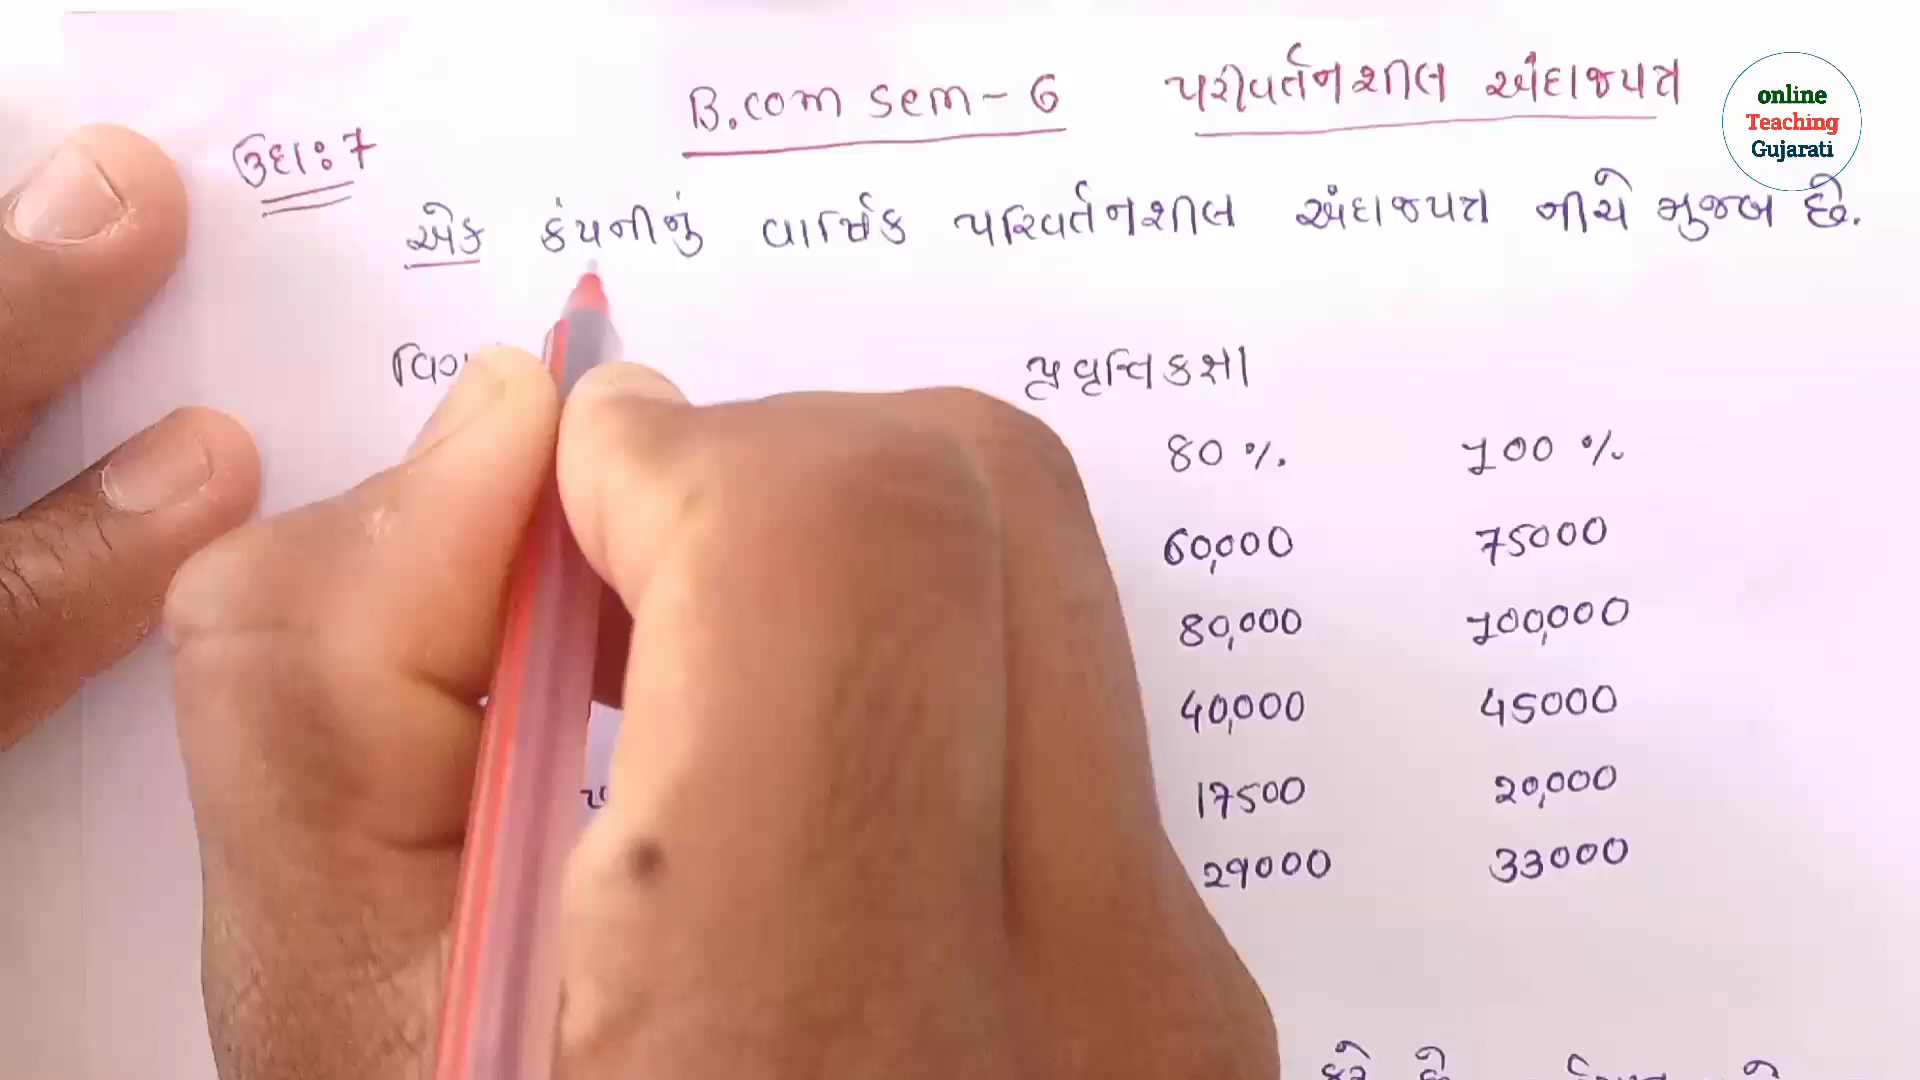 B.com sem - 6 પરીવર્તનશીલ અંદાજપત્ર
online
Teaching
Gujarati
ઉદા : 7
એક કંપનીનું વાર્ષિક પરિવર્તનશીલ અંદાજપત્ર નીચે મુજબ છે.
પ્રવૃત્તિ કક્ષા
80 % 100 %
60,000 75000
80,000 100,000
40,000 45000
17500 20,000
29000 33000